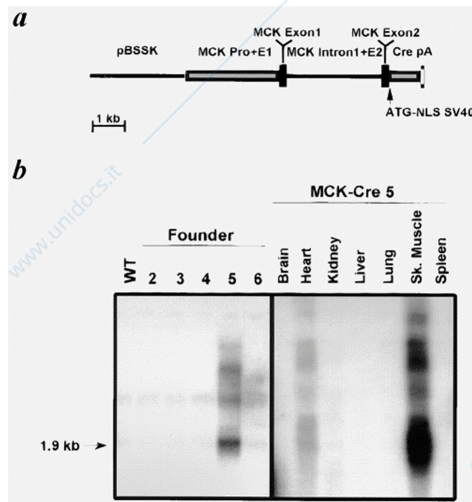 a
MCK Exon1 MCK Exon2
pBSSK MCK Pro+E1 MCK Intron1+E2 Cre pA
1 kb
ATG-NLS SV40
b
MCK-Cre 5
Founder
WT 2 3 4 5 6 Brain Heart Kidney Liver Lung Sk. Muscle Spleen
1.9 kb
www.unidocs.it